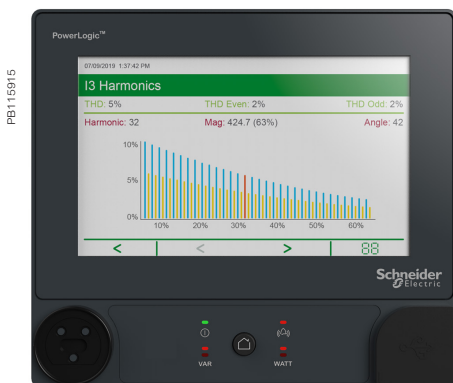 PB115915
PowerLogic™
07/09/2019 1:37:42 PM
I3 Harmonics
THD: 5% THD Even: 2% THD Odd: 2%
Harmonic: 32 Mag: 424.7 (63%) Angle: 42
10%
5%
0%
10% 20% 30% 40% 50% 60%
< < > 88
Schneider
Electric
VAR WATT